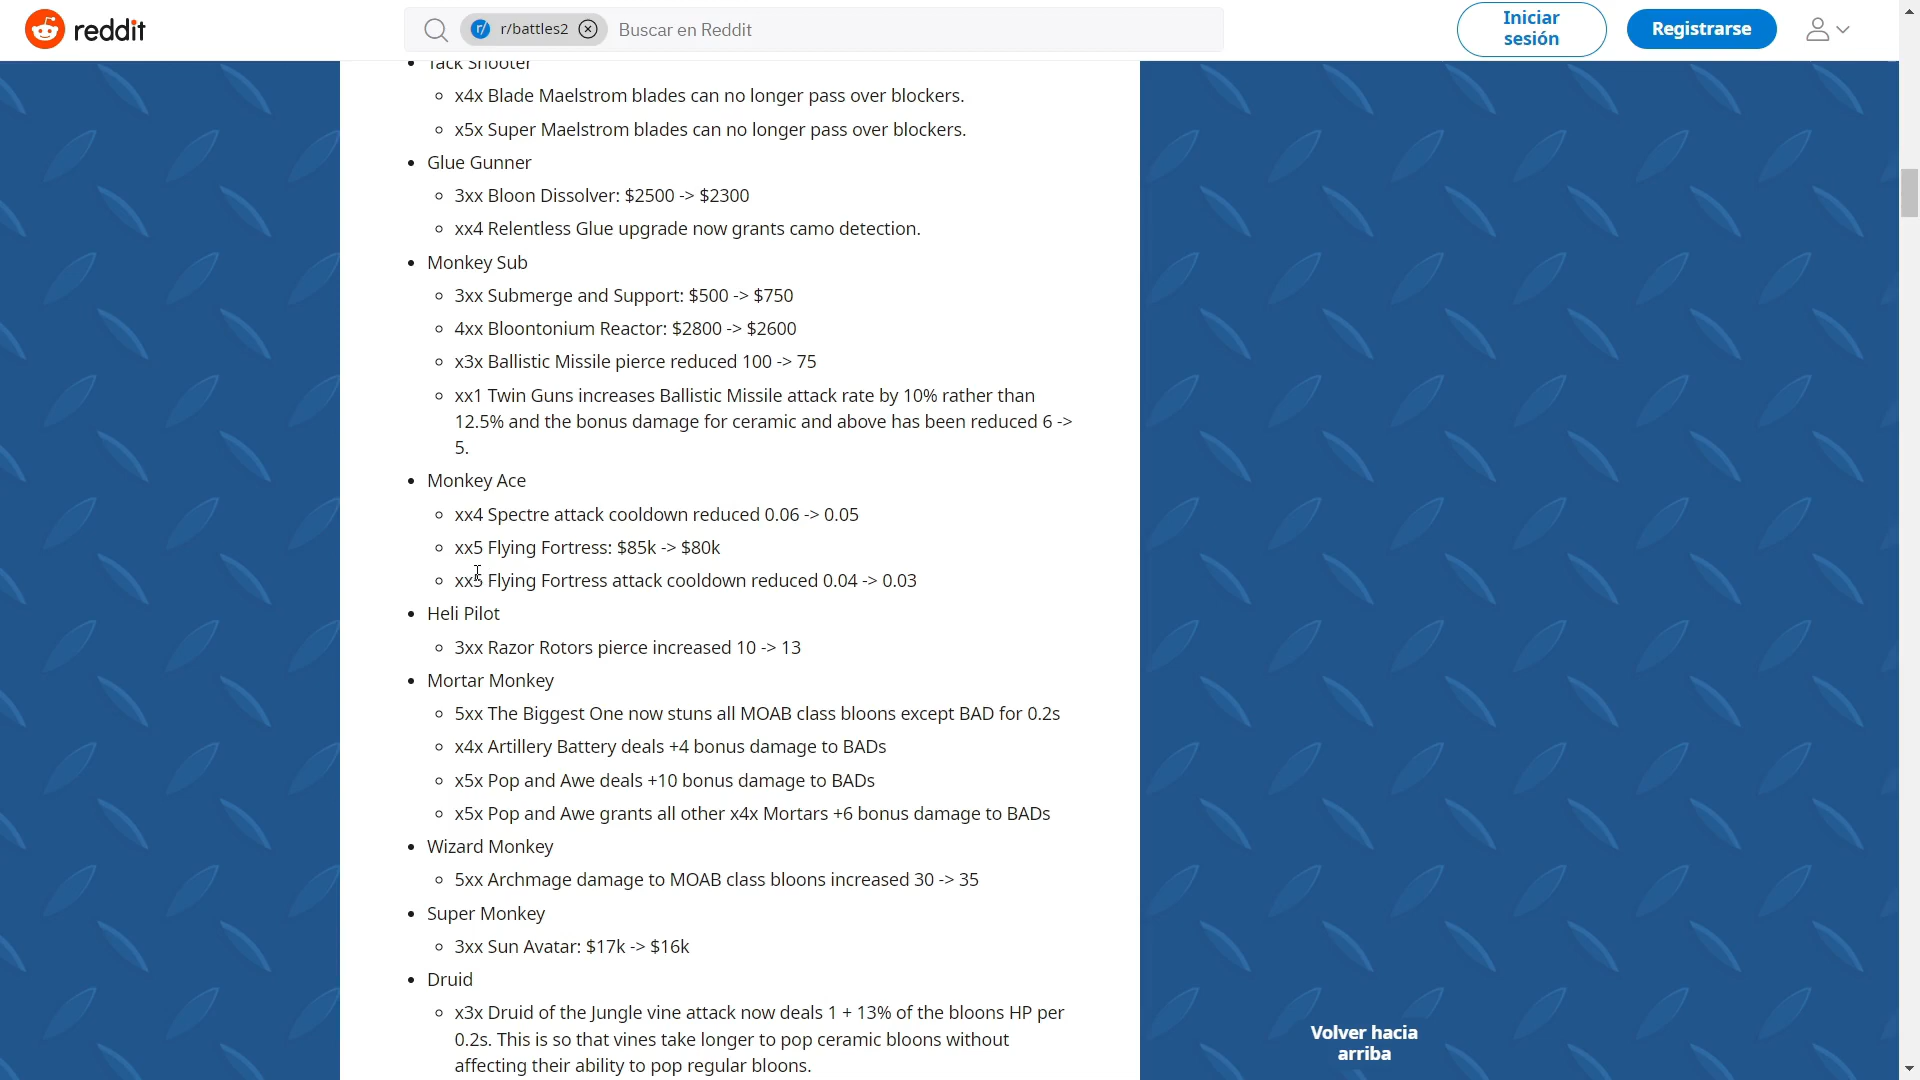 reddit
r/battles2
Buscar en Reddit
Iniciar
sesión
Registrarse
Tack Shooter
x4x Blade Maelstrom blades can no longer pass over blockers.
x5x Super Maelstrom blades can no longer pass over blockers.
Glue Gunner
3xx Bloon Dissolver: $2500 -> $2300
xx4 Relentless Glue upgrade now grants camo detection.
Monkey Sub
3xx Submerge and Support: $500 -> $750
4xx Bloontonium Reactor: $2800 -> $2600
x3x Ballistic Missile pierce reduced 100 -> 75
xx1 Twin Guns increases Ballistic Missile attack rate by 10% rather than
12.5% and the bonus damage for ceramic and above has been reduced 6 ->
5.
Monkey Ace
xx4 Spectre attack cooldown reduced 0.06 -> 0.05
xx5 Flying Fortress: $85k -> $80k
xx5 Flying Fortress attack cooldown reduced 0.04 -> 0.03
Heli Pilot
3xx Razor Rotors pierce increased 10 -> 13
Mortar Monkey
5xx The Biggest One now stuns all MOAB class bloons except BAD for 0.2s
x4x Artillery Battery deals +4 bonus damage to BADs
x5x Pop and Awe deals +10 bonus damage to BADs
x5x Pop and Awe grants all other x4x Mortars +6 bonus damage to BADs
Wizard Monkey
5xx Archmage damage to MOAB class bloons increased 30 -> 35
Super Monkey
3xx Sun Avatar: $17k -> $16k
Druid
x3x Druid of the Jungle vine attack now deals 1 + 13% of the bloons HP per
0.2s. This is so that vines take longer to pop ceramic bloons without
affecting their ability to pop regular bloons.
Volver hacia
arriba